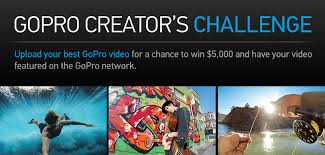 GOPRO CREATOR'S CHALLENGE
Upload your best GoPro video for a chance to win $5,000 and have your video
featured on the GoPro network.